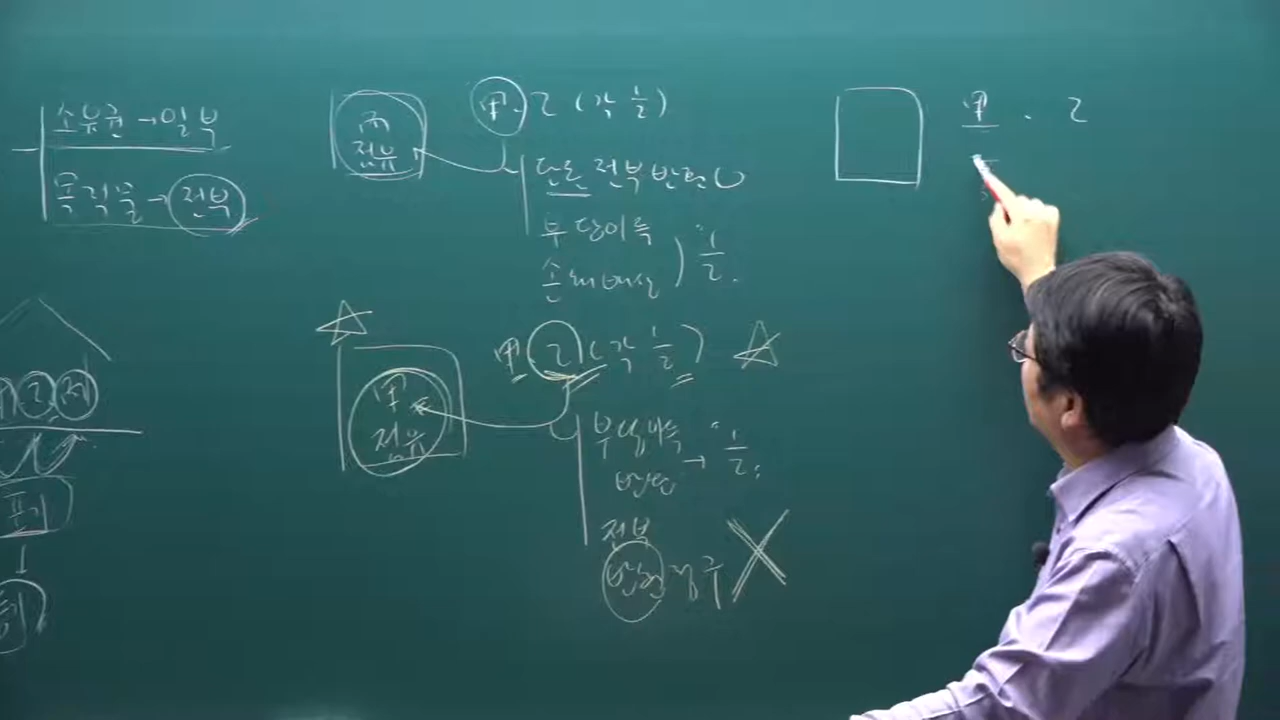 소유권→일부
목적물→전부
丙
점유
甲. 乙 (각 1/2)
단독 전부 반환 O
부당이득
손해배상 ) 1/2.
甲 乙 (각 1/2) ☆
☆
甲
점유
부당이득
반환 → 1/2
전부
반환청구 X
甲 . 乙